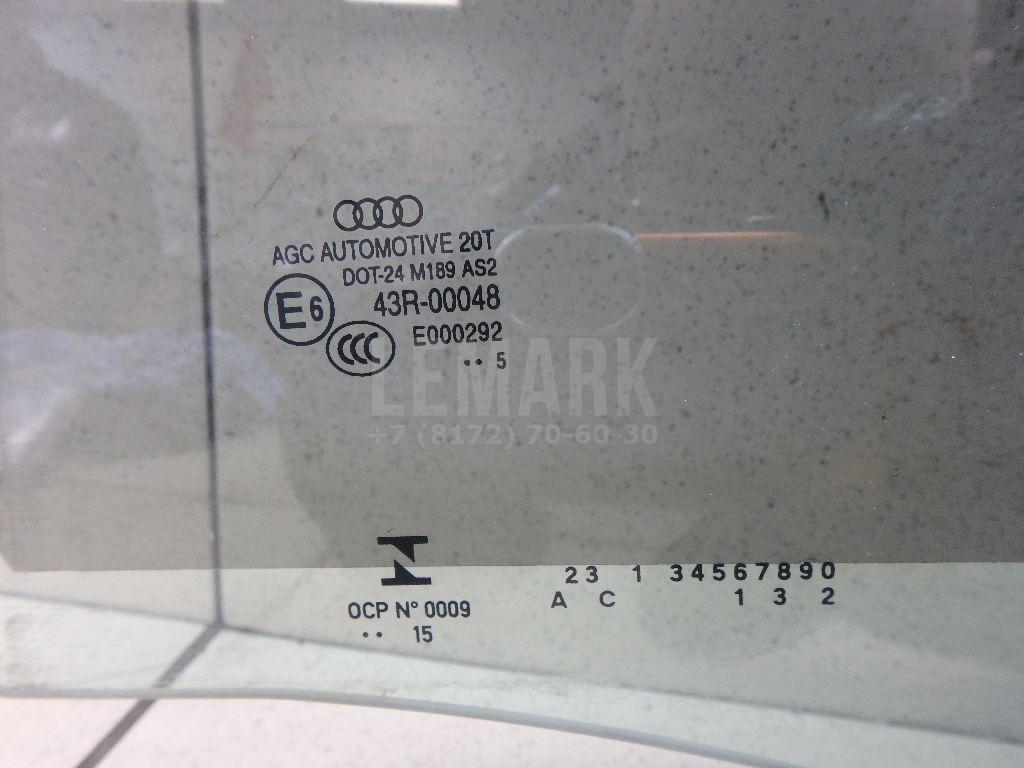 AGC AUTOMOTIVE 20T
DOT-24 M189 AS2
43R-00048
E6
E000292
CCC
·· 5
LEMARK
+7 (8172) 70-60-30
OCP N° 0009
·· 15
23 1 34567890
A C 1 3 2